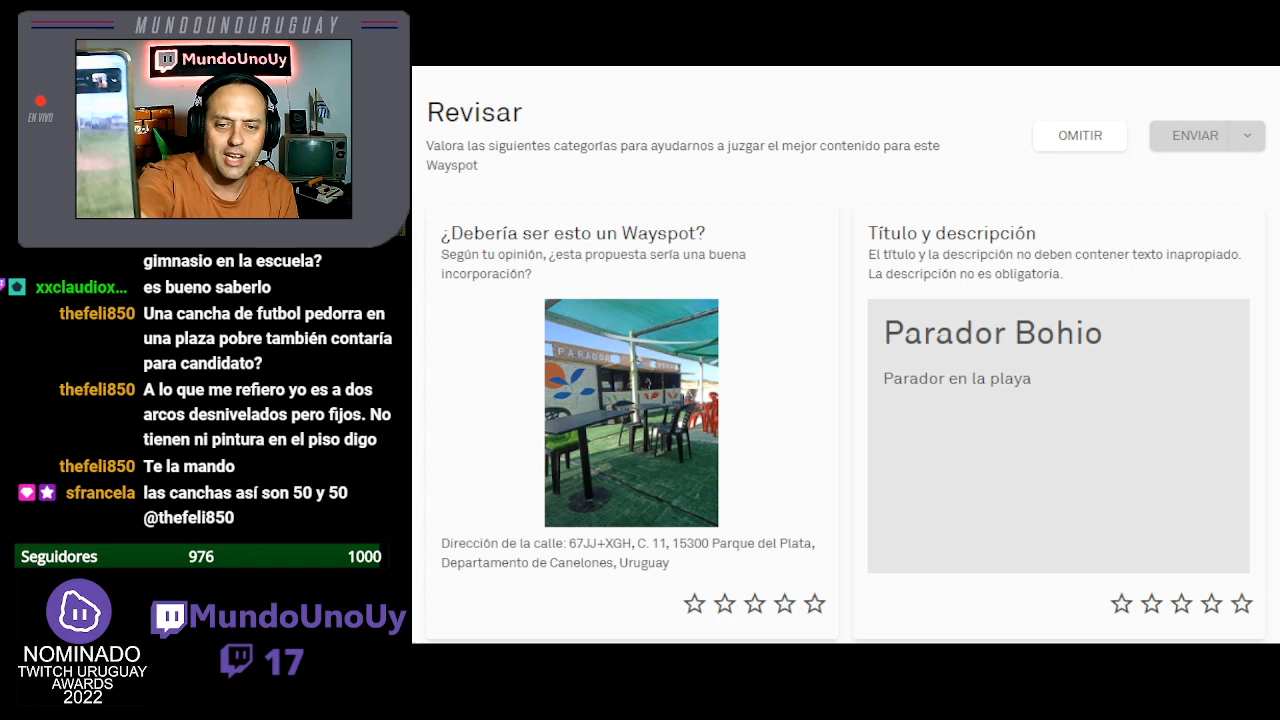 MUNDOUNOURUGUAY
MundoUnoUy
EN VIVO
gimnasio en la escuela?
xxclaudiox... es bueno saberlo
thefeli850 Una cancha de futbol pedorra en
una plaza pobre también contaría
para candidato?
thefeli850 A lo que me refiero yo es a dos
arcos desnivelados pero fijos. No
tienen ni pintura en el piso digo
thefeli850 Te la mando
sfrancela las canchas así son 50 y 50
@thefeli850
Seguidores 976 1000
MundoUnoUy
17
NOMINADO
TWITCH URUGUAY
AWARDS
2022
Revisar
Valora las siguientes categorías para ayudarnos a juzgar el mejor contenido para este
Wayspot
OMITIR
ENVIAR
¿Debería ser esto un Wayspot?
Según tu opinión, ¿esta propuesta sería una buena
incorporación?
PARADOR
Dirección de la calle: 67JJ+XGH, C. 11, 15300 Parque del Plata,
Departamento de Canelones, Uruguay
Título y descripción
El título y la descripción no deben contener texto inapropiado.
La descripción no es obligatoria.
Parador Bohio
Parador en la playa